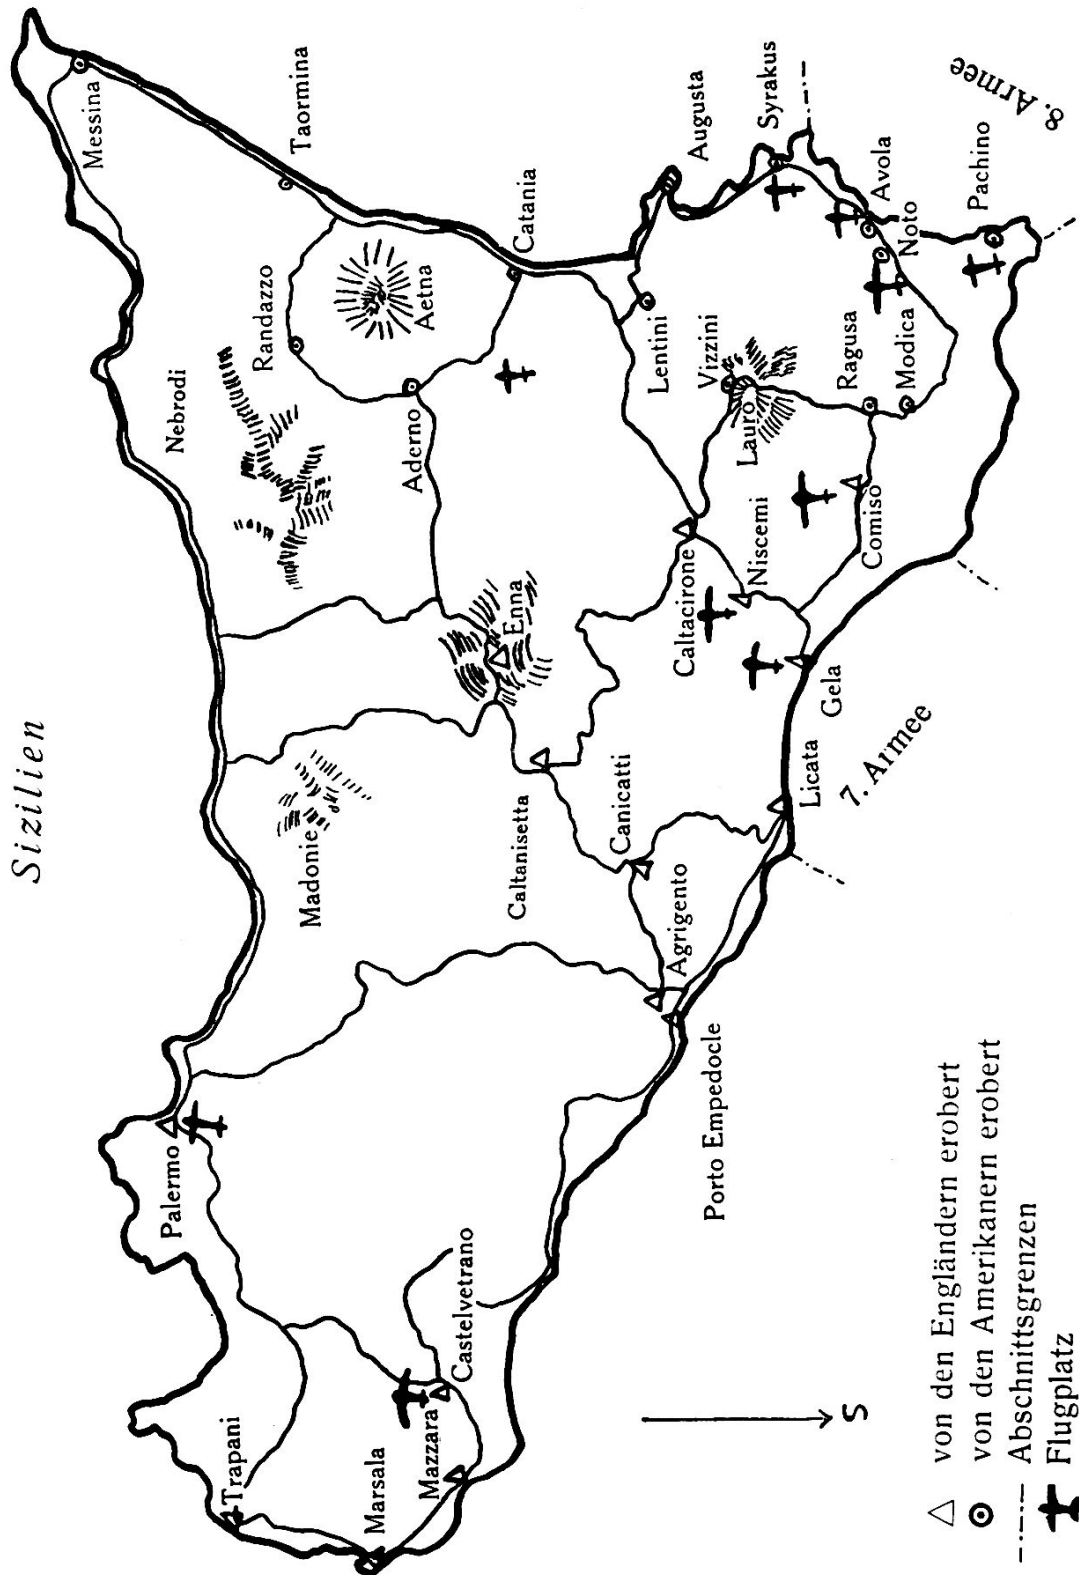 Sizilien
Messina
Taormina
Nebrodi
Randazzo
Aetna
Catania
Aderno
Augusta
Syrakus
Lentini
Vizzini
Lauro
Avola
Noto
Ragusa
Modica
Pachino
8. Armee
Enna
Caltacirone
Niscemi
Comiso
Gela
Licata
7. Armee
Madonie
Caltanisetta
Canicatti
Agrigento
Porto Empedocle
Palermo
Castelvetrano
Trapani
Marsala
Mazzara
S
von den Engländern erobert
von den Amerikanern erobert
Abschnittsgrenzen
Flugplatz